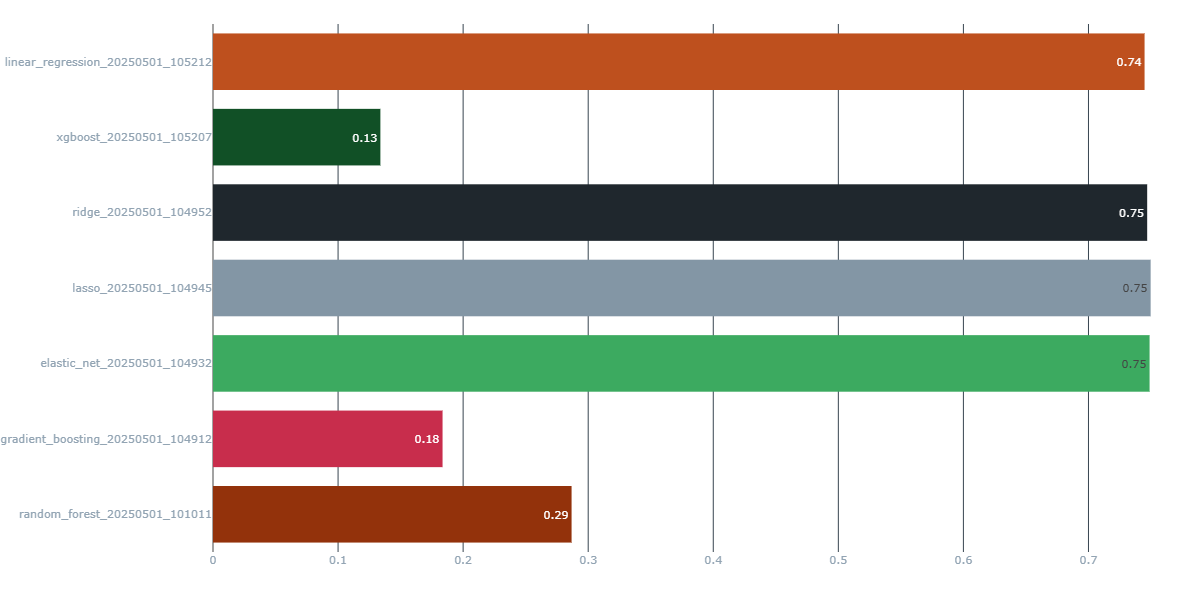 linear_regression_20250501_105212 0.74
xgboost_20250501_105207 0.13
ridge_20250501_104952 0.75
lasso_20250501_104945 0.75
elastic_net_20250501_104932 0.75
gradient_boosting_20250501_104912 0.18
random_forest_20250501_101011 0.29
0 0.1 0.2 0.3 0.4 0.5 0.6 0.7